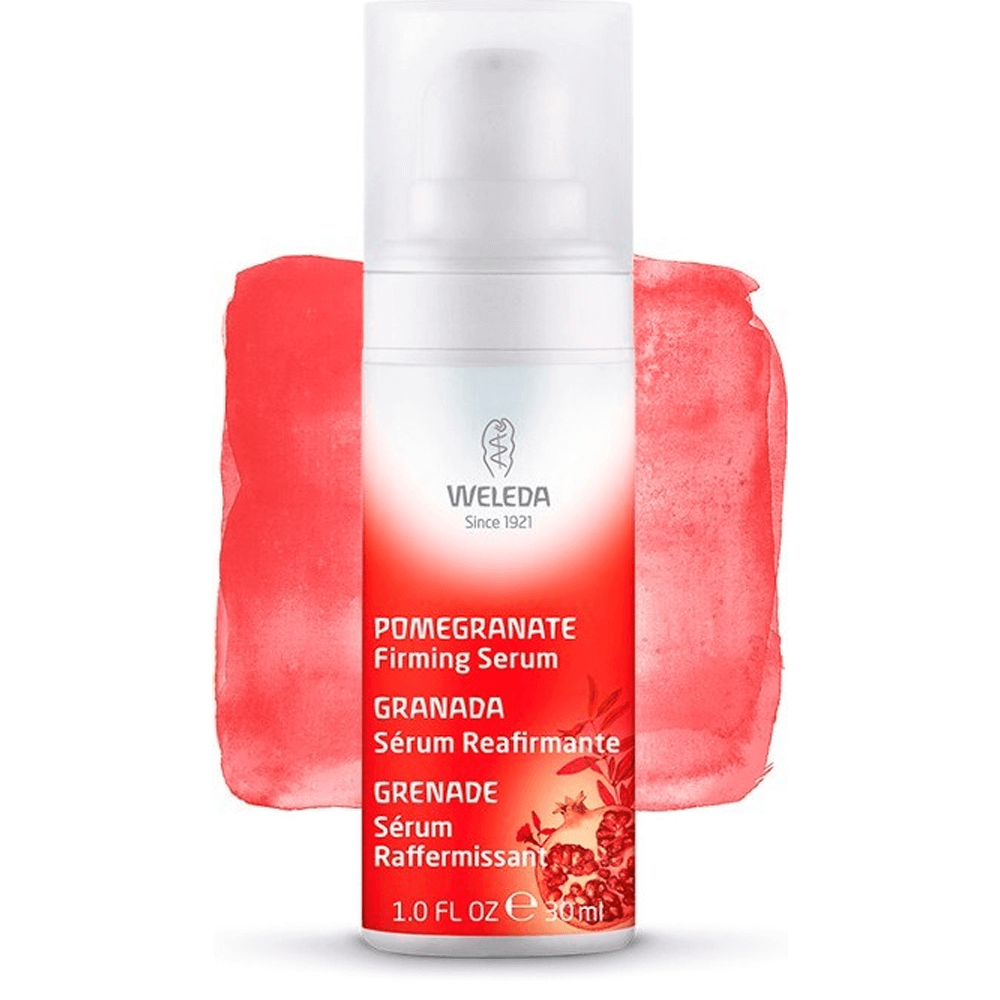 WELEDA
Since 1921
POMEGRANATE
Firming Serum
GRANADA
Sérum Reafirmante
GRENADE
Sérum
Raffermissant
1.0 FL OZ ℮ 30 ml